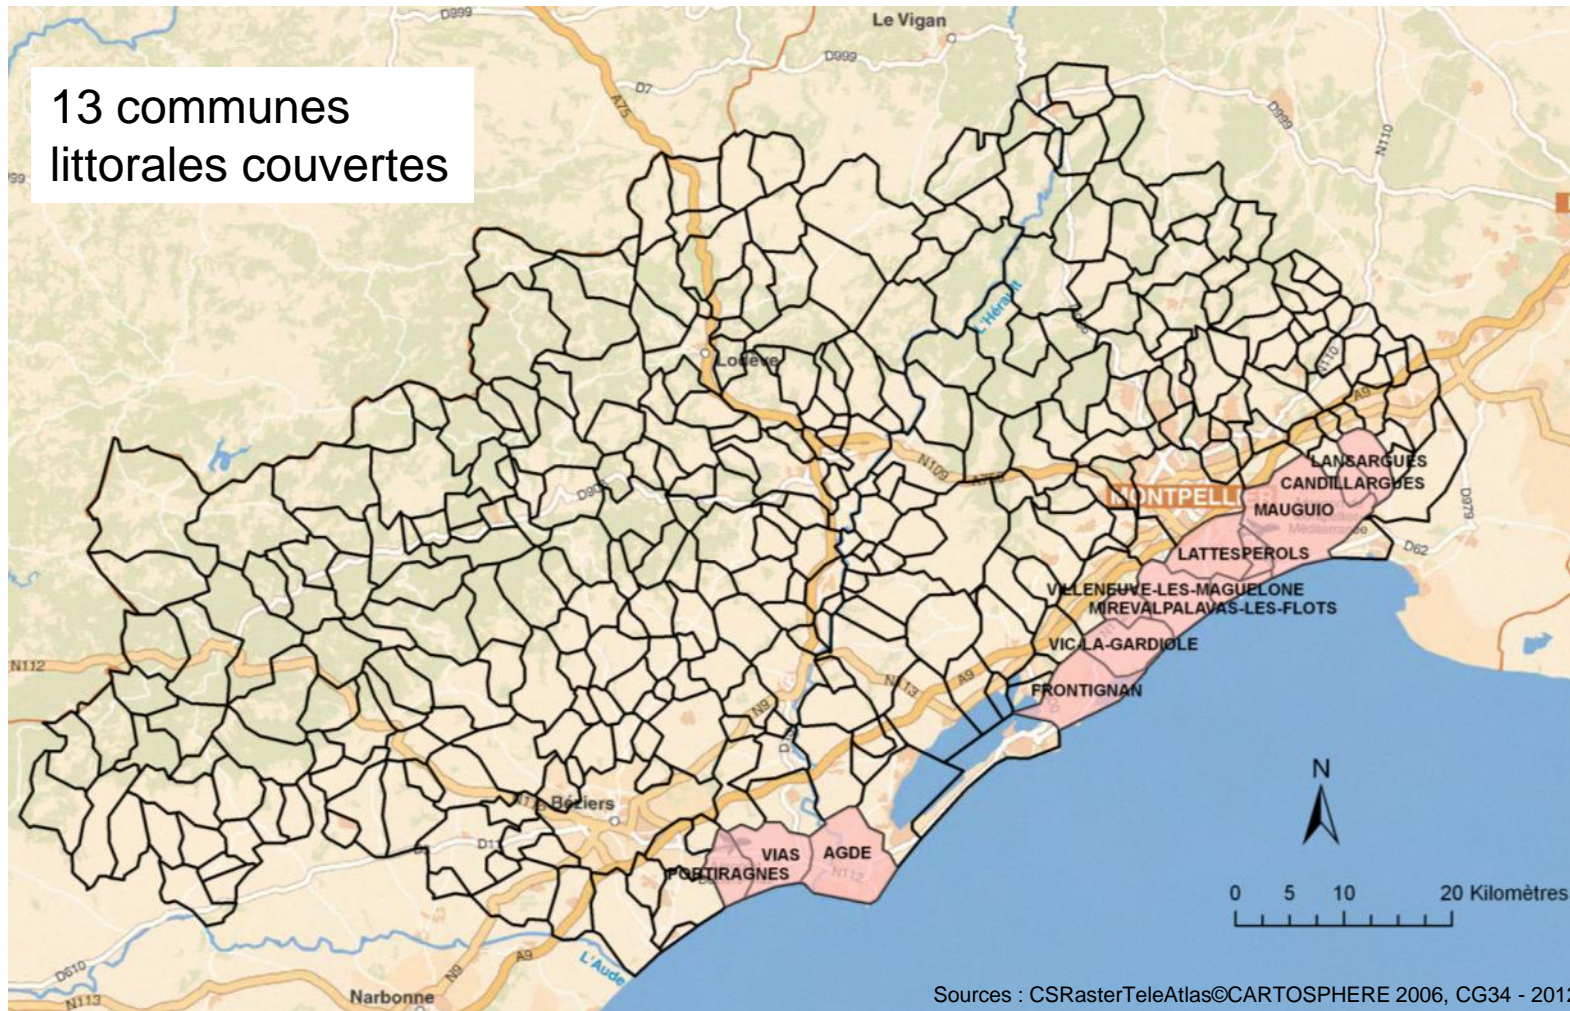 13 communes
littorales couvertes
D999
Le Vigan
D999
D7
A75
D999
N110
L'Hérault
Lodève
N110
A9
N109
A750
LANSARGUES
CANDILLARGUES
MONTPELLIER
MAUGUIO
Méditerranée
D979
D62
LATTES PEROLS
VILLENEUVE-LES-MAGUELONE
MIREVAL PALAVAS-LES-FLOTS
VIC-LA-GARDIOLE
N112
N113
A9
FRONTIGNAN
N9
Béziers
VIAS
AGDE
PORTIRAGNES
N112
N
0 5 10 20 Kilomètres
L'Aude
D610
N9
A9
N113
Narbonne
Sources : CSRasterTeleAtlas©CARTOSPHERE 2006, CG34 - 2012